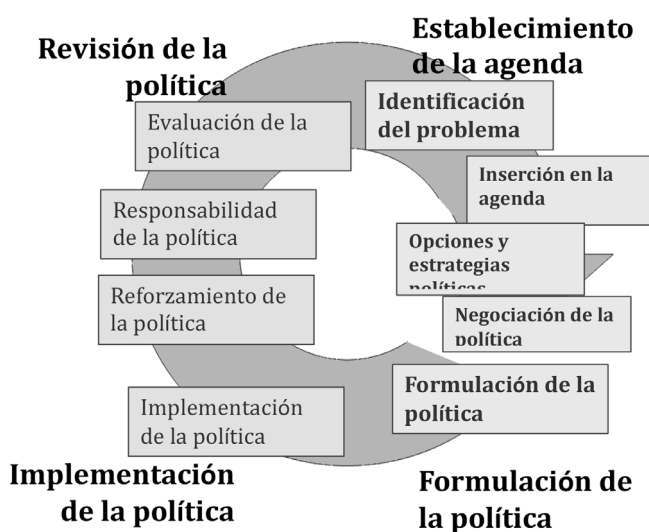 Establecimiento
de la agenda
Identificación
del problema
Inserción en la
agenda
Opciones y
estrategias
políticas
Negociación de la
política
Formulación de la
política
Formulación de
la política
Implementación
de la política
Implementación
de la política
Reforzamiento de
la política
Responsabilidad
de la política
Evaluación de la
política
Revisión de la
política